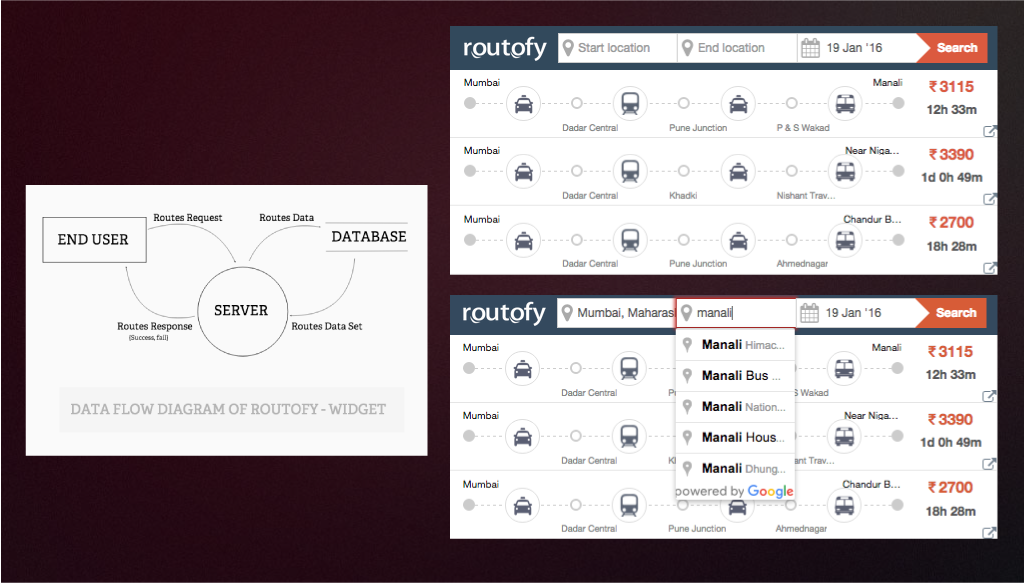 Routes Request
Routes Data
END USER
DATABASE
SERVER
Routes Response
(Success, fail)
Routes Data Set
DATA FLOW DIAGRAM OF ROUTOFY - WIDGET
routofy
Start location
End location
19 Jan '16
Search
Mumbai
Manali
₹ 3115
12h 33m
Dadar Central
Pune Junction
P & S Wakad
Mumbai
Near Niga...
₹ 3390
1d 0h 49m
Dadar Central
Khadki
Nishant Trav...
Mumbai
Chandur B...
₹ 2700
18h 28m
Dadar Central
Pune Junction
Ahmednagar
routofy
Mumbai, Maharas
manali
19 Jan '16
Search
Manali Himac...
Manali Bus ...
Manali Nation...
Manali Hous...
Manali Dhung...
powered by Google
Mumbai
Manali
₹ 3115
12h 33m
Dadar Central
S Wakad
Mumbai
Near Niga...
₹ 3390
1d 0h 49m
Dadar Central
ant Trav...
Mumbai
Chandur B...
₹ 2700
18h 28m
Dadar Central
Pune Junction
Ahmednagar